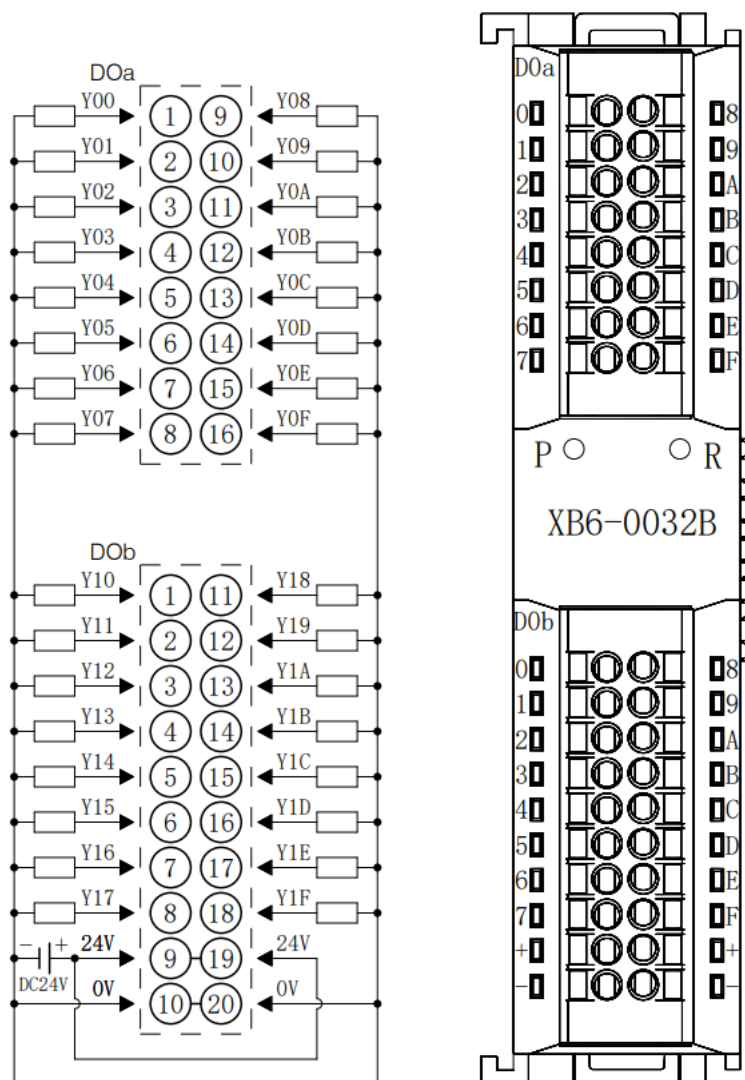 DOa
Y00 1 9 Y08
Y01 2 10 Y09
Y02 3 11 Y0A
Y03 4 12 Y0B
Y04 5 13 Y0C
Y05 6 14 Y0D
Y06 7 15 Y0E
Y07 8 16 Y0F
DOb
Y10 1 11 Y18
Y11 2 12 Y19
Y12 3 13 Y1A
Y13 4 14 Y1B
Y14 5 15 Y1C
Y15 6 16 Y1D
Y16 7 17 Y1E
Y17 8 18 Y1F
- + 24V 9 19 24V
DC24V 0V 10 20 0V
DOa
0 8
1 9
2 A
3 B
4 C
5 D
6 E
7 F
P R
XB6-0032B
DOb
0 8
1 9
2 A
3 B
4 C
5 D
6 E
7 F
+ +
- -